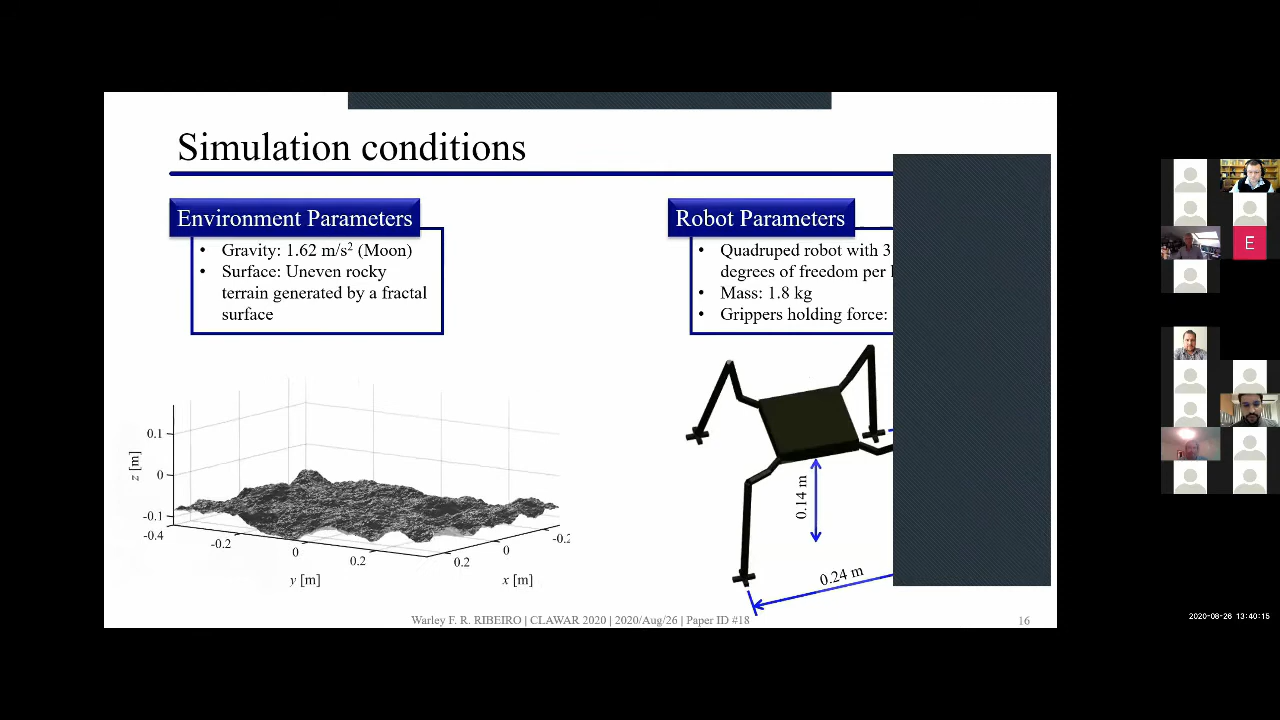 Simulation conditions
Environment Parameters
• Gravity: 1.62 m/s² (Moon)
• Surface: Uneven rocky
terrain generated by a fractal
surface
Robot Parameters
• Quadruped robot with 3
degrees of freedom per
• Mass: 1.8 kg
• Grippers holding force:
0.1
0
-0.1
z [m]
-0.4
-0.2
0
0.2
y [m]
0.2
0
-0.2
x [m]
0.14 m
0.24 m
Warley F. R. RIBEIRO | CLAWAR 2020 | 2020/Aug/26 | Paper ID #18
16
E
2020-08-26 13:40:15